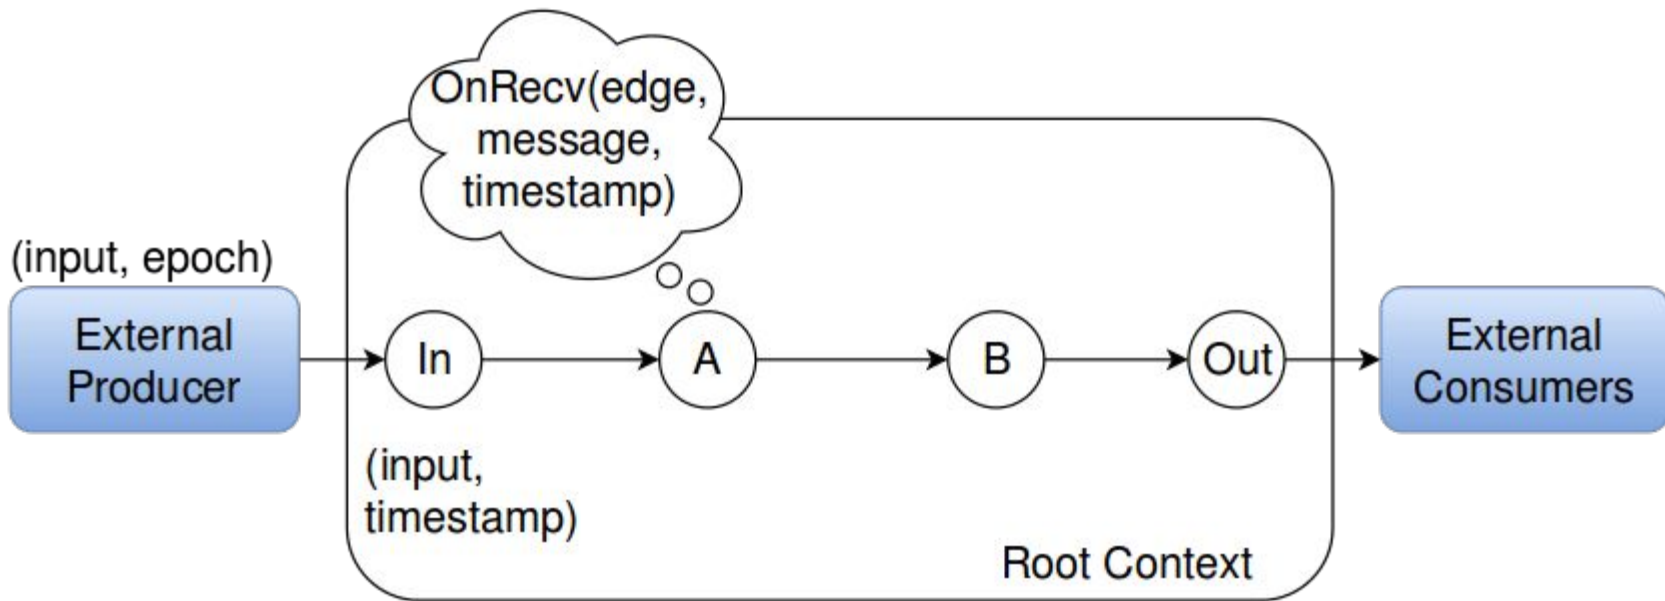 OnRecv(edge,
message,
timestamp)
(input, epoch)
External
Producer
In
A
B
Out
External
Consumers
(input,
timestamp)
Root Context